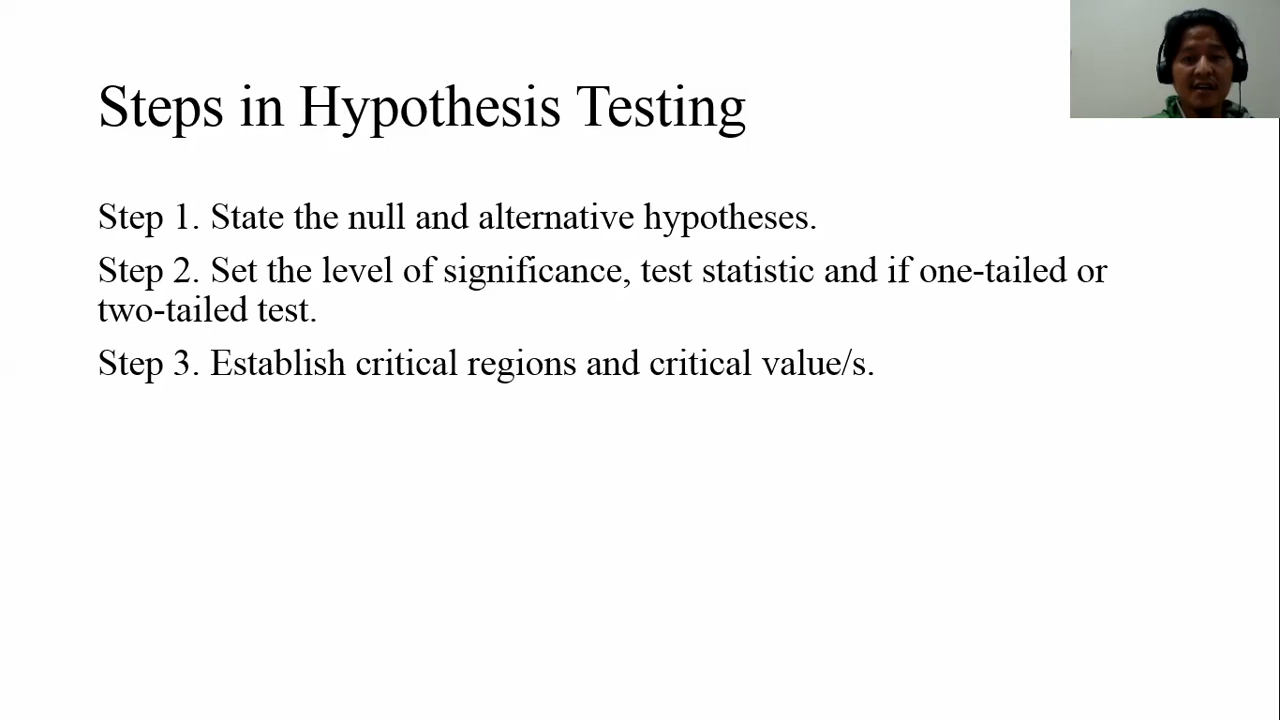 Steps in Hypothesis Testing
Step 1. State the null and alternative hypotheses.
Step 2. Set the level of significance, test statistic and if one-tailed or
two-tailed test.
Step 3. Establish critical regions and critical value/s.